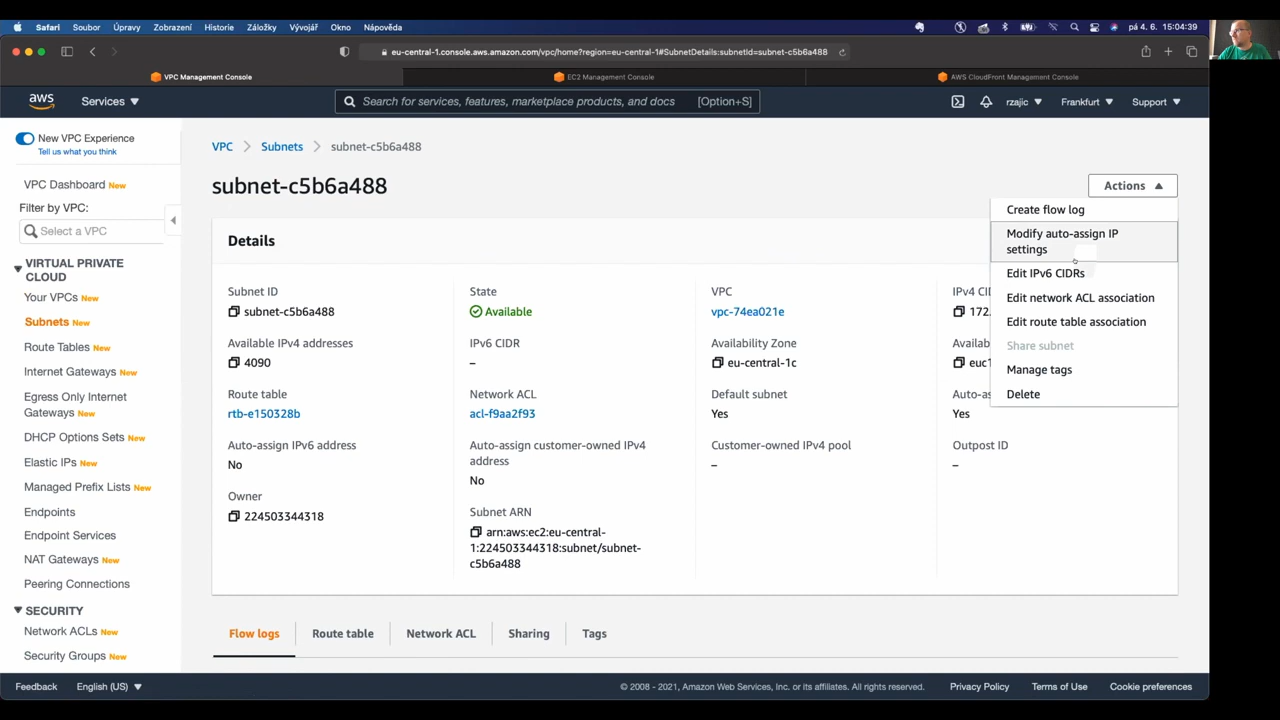 Safari Soubor Úpravy Zobrazení Historie Záložky Vývojář Okno Nápověda pá 4. 6. 15:04:39
eu-central-1.console.aws.amazon.com/vpc/home?region=eu-central-1#SubnetDetails:subnetId=subnet-c5b6a488
VPC Management Console EC2 Management Console AWS CloudFront Management Console
aws Services Search for services, features, marketplace products, and docs [Option+S] rzajic Frankfurt Support
New VPC Experience
Tell us what you think
VPC Dashboard New
Filter by VPC:
Select a VPC
VIRTUAL PRIVATE
CLOUD
Your VPCs New
Subnets New
Route Tables New
Internet Gateways New
Egress Only Internet
Gateways New
DHCP Options Sets New
Elastic IPs New
Managed Prefix Lists New
Endpoints
Endpoint Services
NAT Gateways New
Peering Connections
SECURITY
Network ACLs New
Security Groups New
VPC Subnets subnet-c5b6a488
subnet-c5b6a488
Actions
Create flow log
Modify auto-assign IP
settings
Edit IPv6 CIDRs
Edit network ACL association
Edit route table association
Share subnet
Manage tags
Delete
Details
Subnet ID
subnet-c5b6a488
State
Available
VPC
vpc-74ea021e
IPv4 CI
172.
Available IPv4 addresses
4090
IPv6 CIDR
–
Availability Zone
eu-central-1c
Availab
euc1
Route table
rtb-e150328b
Network ACL
acl-f9aa2f93
Default subnet
Yes
Auto-as
Yes
Auto-assign IPv6 address
No
Auto-assign customer-owned IPv4
address
No
Customer-owned IPv4 pool
–
Outpost ID
–
Owner
224503344318
Subnet ARN
arn:aws:ec2:eu-central-
1:224503344318:subnet/subnet-
c5b6a488
Flow logs Route table Network ACL Sharing Tags
Feedback English (US) © 2008 - 2021, Amazon Web Services, Inc. or its affiliates. All rights reserved. Privacy Policy Terms of Use Cookie preferences